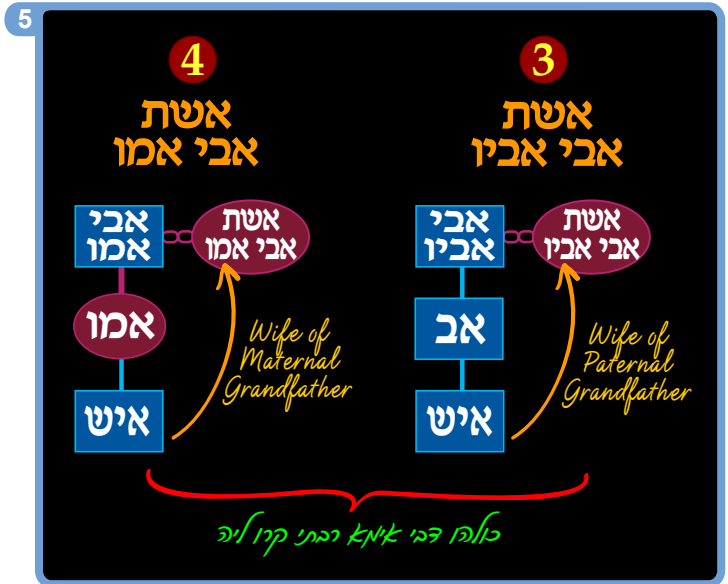 5
3
אשת
אבי אביו
אבי
אביו
אשת
אבי אביו
אב
איש
Wife of
Paternal
Grandfather
4
אשת
אבי אמו
אבי
אמו
אשת
אבי אמו
אמו
איש
Wife of
Maternal
Grandfather
כולהו דבי אימא רבתי קרו ליה